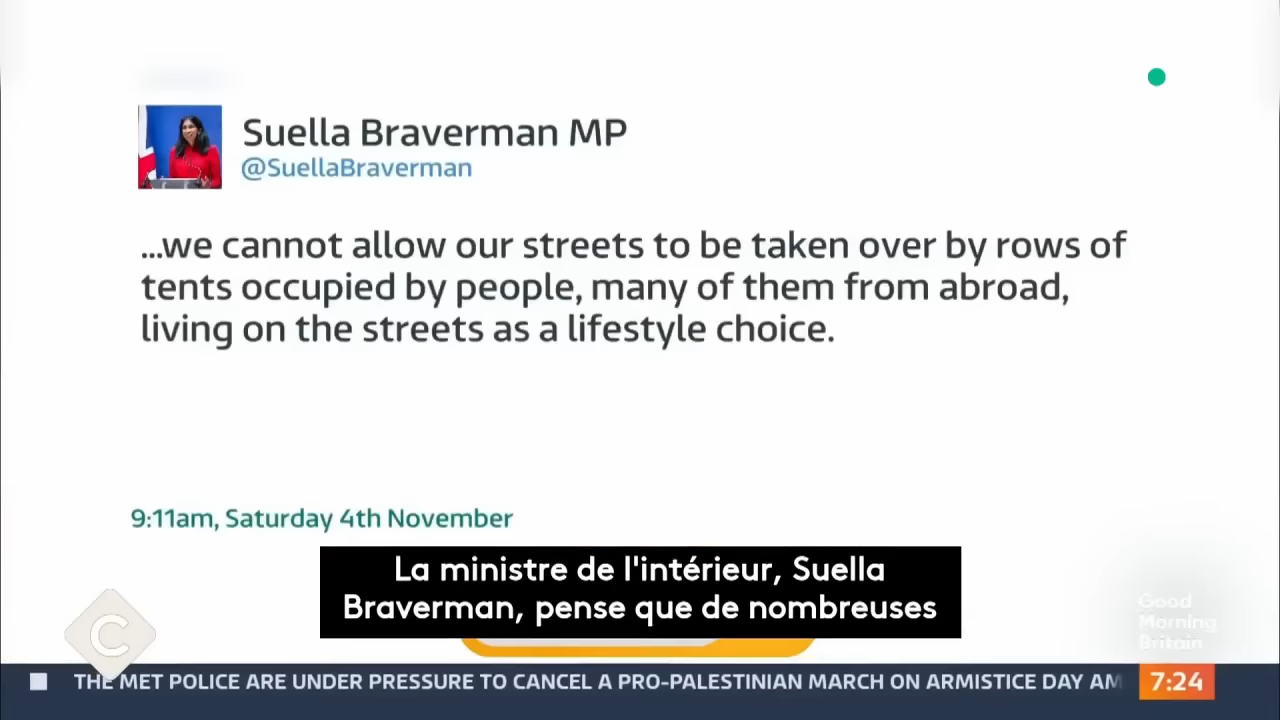 Suella Braverman MP
@SuellaBraverman
...we cannot allow our streets to be taken over by rows of
tents occupied by people, many of them from abroad,
living on the streets as a lifestyle choice.
9:11am, Saturday 4th November
La ministre de l'intérieur, Suella
Braverman, pense que de nombreuses
C
Good
Morning
Britain
THE MET POLICE ARE UNDER PRESSURE TO CANCEL A PRO-PALESTINIAN MARCH ON ARMISTICE DAY AM
7:24